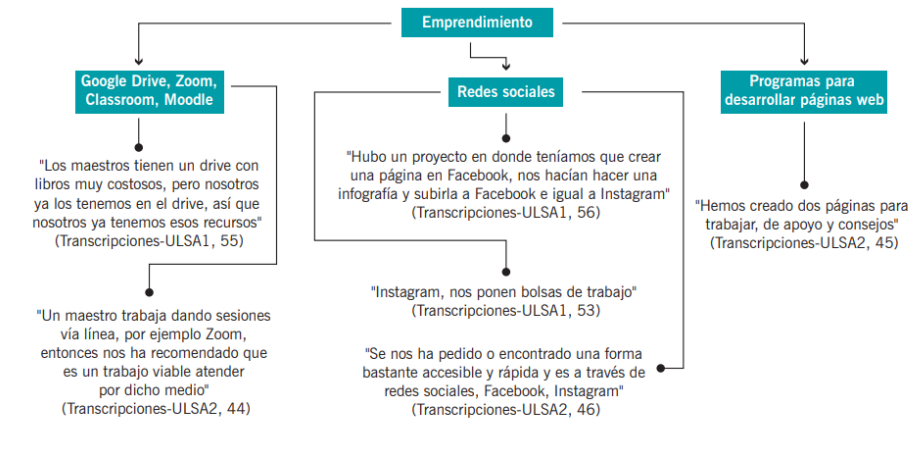 Emprendimiento
Google Drive, Zoom,
Classroom, Moodle
"Los maestros tienen un drive con
libros muy costosos, pero nosotros
ya los tenemos en el drive, así que
nosotros ya tenemos esos recursos"
(Transcripciones-ULSA1, 55)
"Un maestro trabaja dando sesiones
vía línea, por ejemplo Zoom,
entonces nos ha recomendado que
es un trabajo viable atender
por dicho medio"
(Transcripciones-ULSA2, 44)
Redes sociales
"Hubo un proyecto en donde teníamos que crear
una página en Facebook, nos hacían hacer una
infografía y subirla a Facebook e igual a Instagram"
(Transcripciones-ULSA1, 56)
"Instagram, nos ponen bolsas de trabajo"
(Transcripciones-ULSA1, 53)
"Se nos ha pedido o encontrado una forma
bastante accesible y rápida y es a través de
redes sociales, Facebook, Instagram"
(Transcripciones-ULSA2, 46)
Programas para
desarrollar páginas web
"Hemos creado dos páginas para
trabajar, de apoyo y consejos"
(Transcripciones-ULSA2, 45)